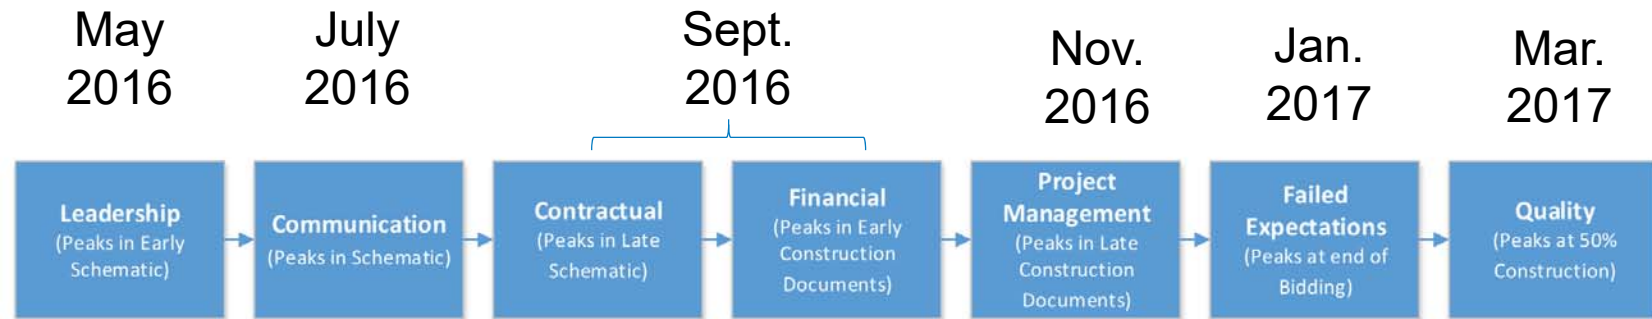 May
2016
July
2016
Sept.
2016
Nov.
2016
Jan.
2017
Mar.
2017
Leadership
(Peaks in Early
Schematic)
Communication
(Peaks in Schematic)
Contractual
(Peaks in Late
Schematic)
Financial
(Peaks in Early
Construction
Documents)
Project
Management
(Peaks in Late
Construction
Documents)
Failed
Expectations
(Peaks at end of
Bidding)
Quality
(Peaks at 50%
Construction)